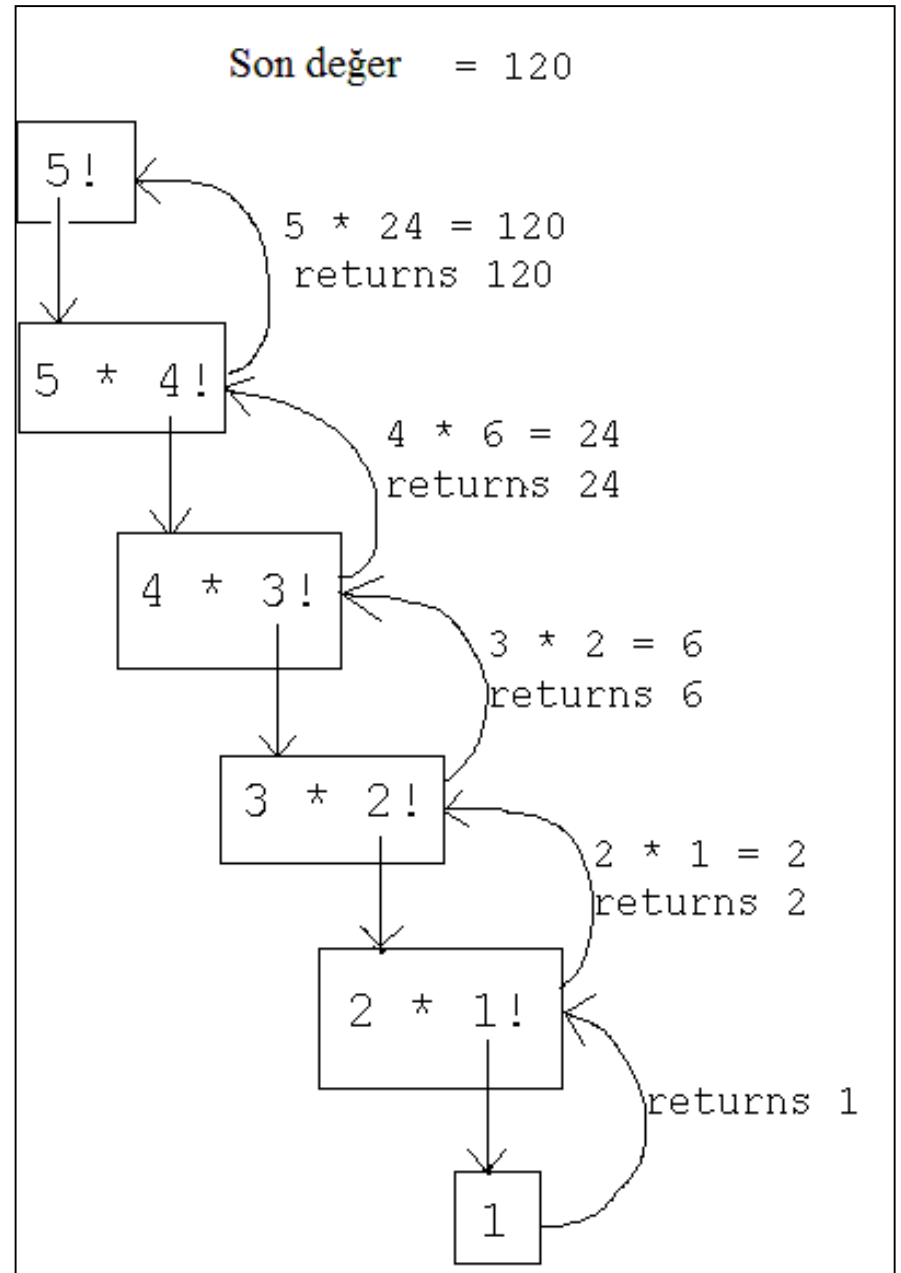 Son değer = 120
5!
5 * 24 = 120
returns 120
5 * 4!
4 * 6 = 24
returns 24
4 * 3!
3 * 2 = 6
returns 6
3 * 2!
2 * 1 = 2
returns 2
2 * 1!
returns 1
1